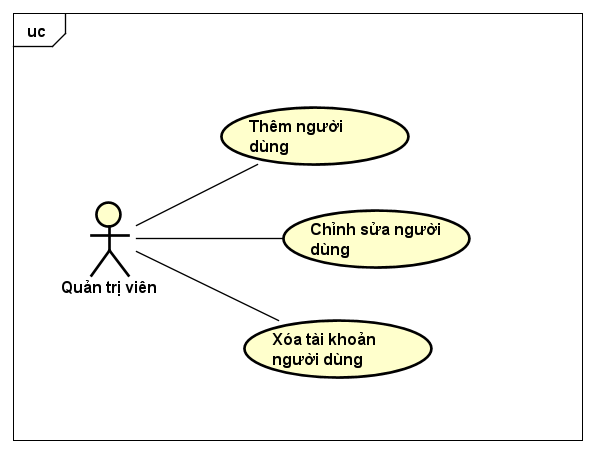 uc
Thêm người
dùng
Chỉnh sửa người
dùng
Quản trị viên
Xóa tài khoản
người dùng